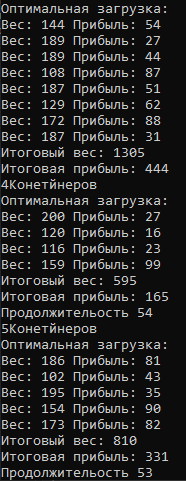 Оптимальная загрузка:
Вес: 144 Прибыль: 54
Вес: 189 Прибыль: 27
Вес: 189 Прибыль: 44
Вес: 108 Прибыль: 87
Вес: 187 Прибыль: 51
Вес: 129 Прибыль: 62
Вес: 172 Прибыль: 88
Вес: 187 Прибыль: 31
Итоговый вес: 1305
Итоговая прибыль: 444
4Конетйнеров
Оптимальная загрузка:
Вес: 200 Прибыль: 27
Вес: 120 Прибыль: 16
Вес: 116 Прибыль: 23
Вес: 159 Прибыль: 99
Итоговый вес: 595
Итоговая прибыль: 165
Продолжительость 54
5Конетйнеров
Оптимальная загрузка:
Вес: 186 Прибыль: 81
Вес: 102 Прибыль: 43
Вес: 195 Прибыль: 35
Вес: 154 Прибыль: 90
Вес: 173 Прибыль: 82
Итоговый вес: 810
Итоговая прибыль: 331
Продолжительость 53